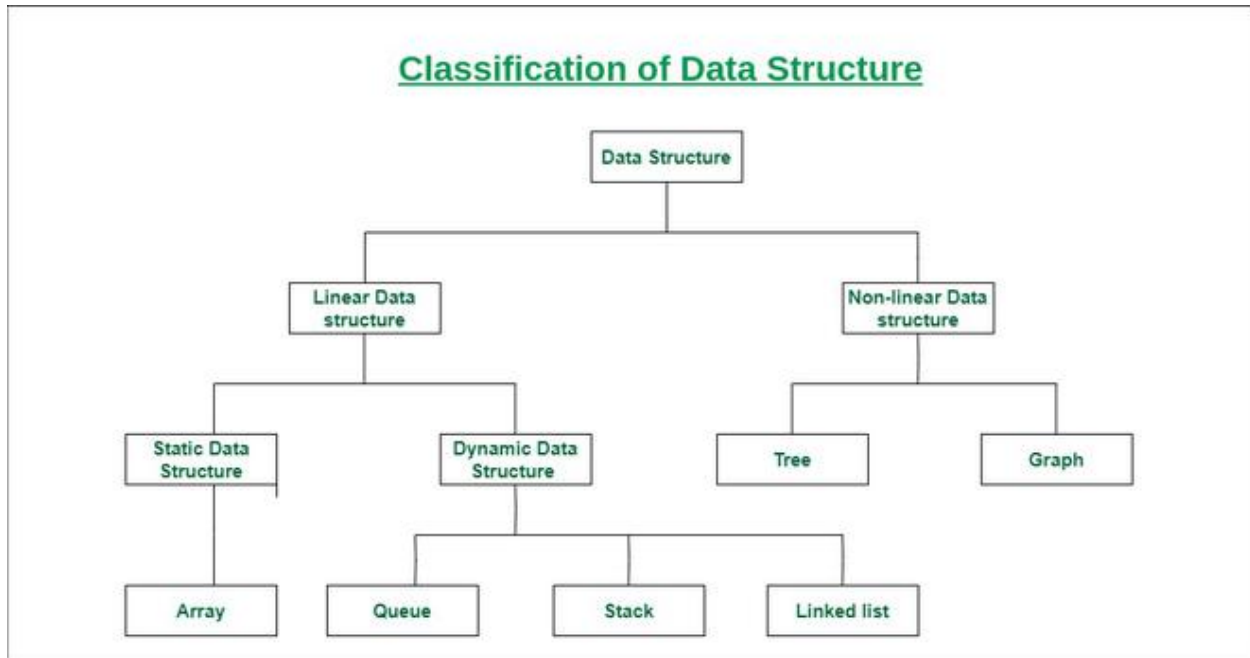 Classification of Data Structure
Data Structure
Linear Data
structure
Non-linear Data
structure
Static Data
Structure
Dynamic Data
Structure
Tree
Graph
Array
Queue
Stack
Linked list